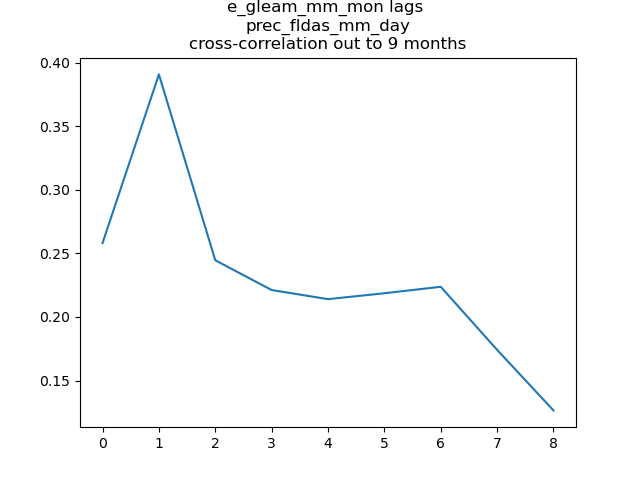 e_gleam_mm_mon lags
prec_fldas_mm_day
cross-correlation out to 9 months
0.40
0.35
0.30
0.25
0.20
0.15
0 1 2 3 4 5 6 7 8